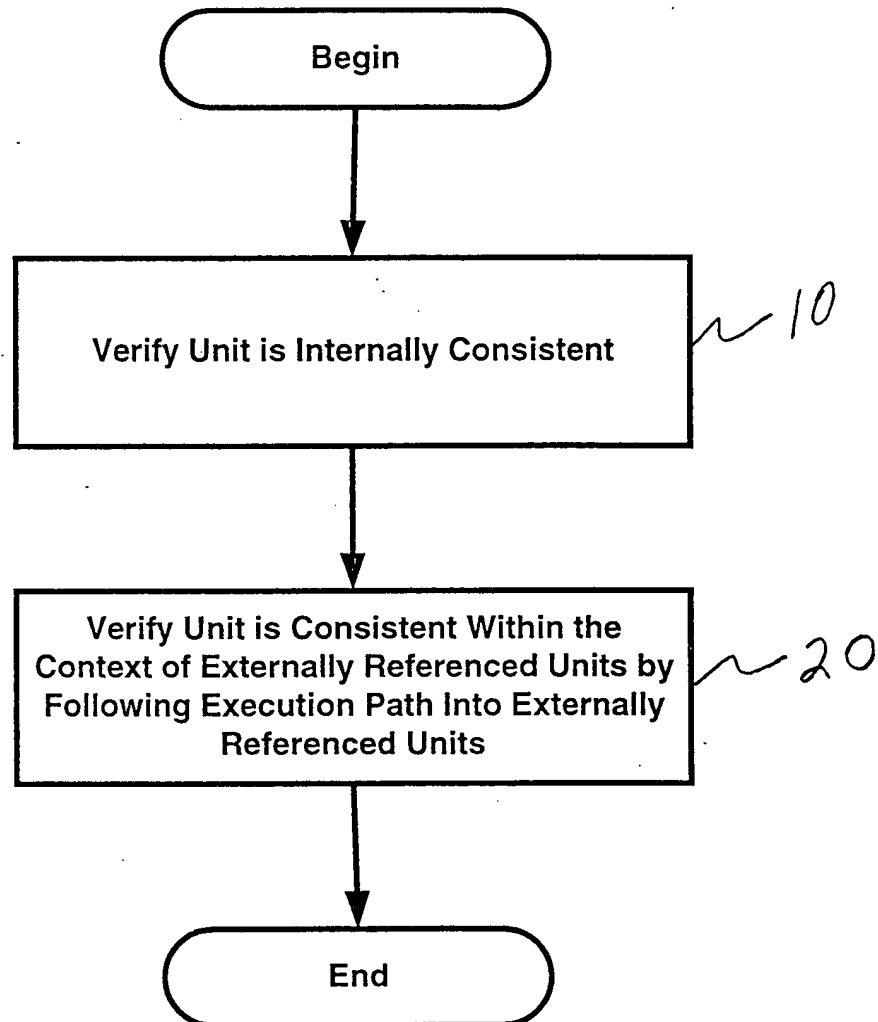 Begin
Verify Unit is Internally Consistent
10
Verify Unit is Consistent Within the
Context of Externally Referenced Units by
Following Execution Path Into Externally
Referenced Units
20
End